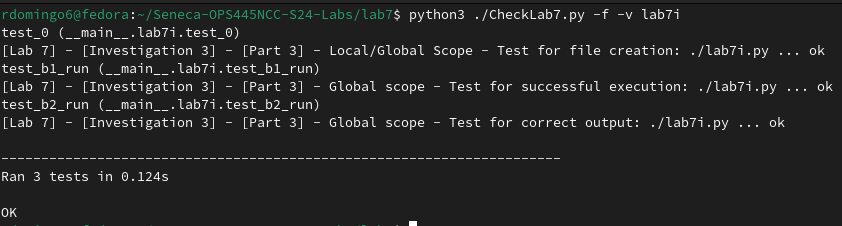 rdomingo6@fedora:~/Seneca-OPS445NCC-S24-Labs/lab7$ python3 ./CheckLab7.py -f -v lab7i
test_0 (__main__.lab7i.test_0)
[Lab 7] - [Investigation 3] - [Part 3] - Local/Global Scope - Test for file creation: ./lab7i.py ... ok
test_b1_run (__main__.lab7i.test_b1_run)
[Lab 7] - [Investigation 3] - [Part 3] - Global scope - Test for successful execution: ./lab7i.py ... ok
test_b2_run (__main__.lab7i.test_b2_run)
[Lab 7] - [Investigation 3] - [Part 3] - Global scope - Test for correct output: ./lab7i.py ... ok
----------------------------------------------------------------------
Ran 3 tests in 0.124s
OK